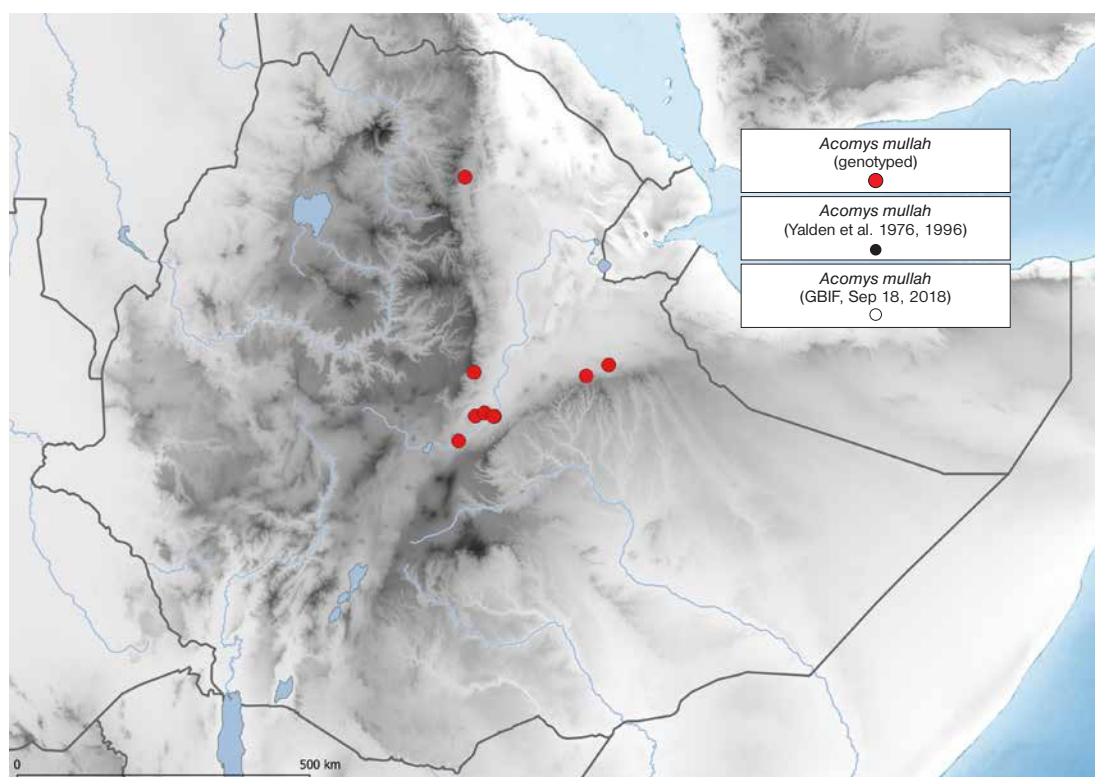 Acomys mullah
(genotyped)
Acomys mullah
(Yalden et al. 1976, 1996)
Acomys mullah
(GBIF, Sep 18, 2018)
0
500 km